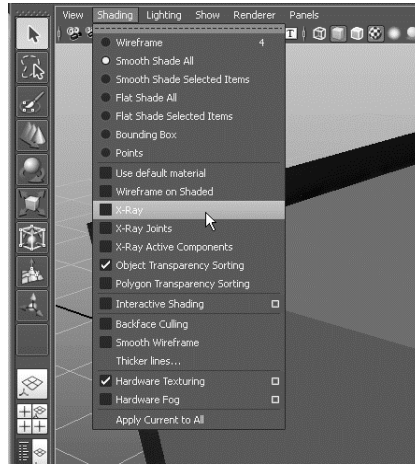 View Shading Lighting Show Renderer Panels
Wireframe 4
Smooth Shade All
Smooth Shade Selected Items
Flat Shade All
Flat Shade Selected Items
Bounding Box
Points
Use default material
Wireframe on Shaded
X-Ray
X-Ray Joints
X-Ray Active Components
Object Transparency Sorting
Polygon Transparency Sorting
Interactive Shading
Backface Culling
Smooth Wireframe
Thicker lines...
Hardware Texturing
Hardware Fog
Apply Current to All